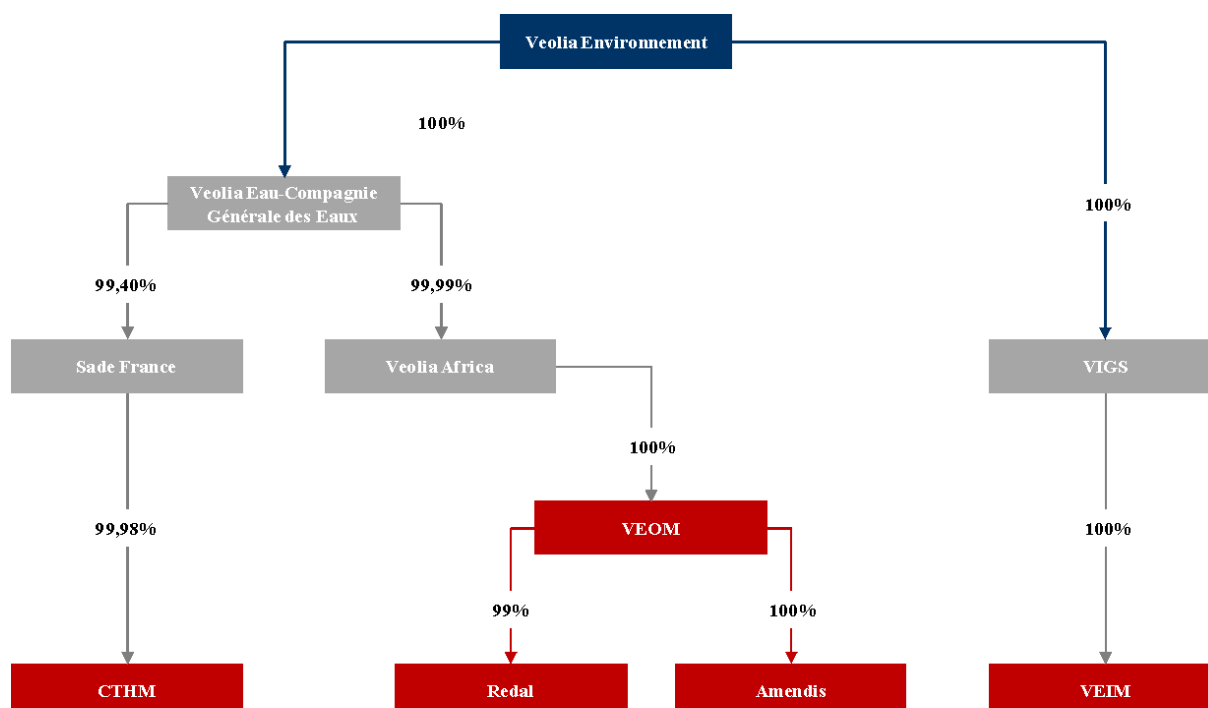 Veolia Environnement
100%
Veolia Eau-Compagnie
Générale des Eaux
100%
99,40%
99,99%
Sade France
Veolia Africa
VIGS
100%
VEOM
99,98%
100%
99%
100%
CTHM
Redal
Amendis
VEIM